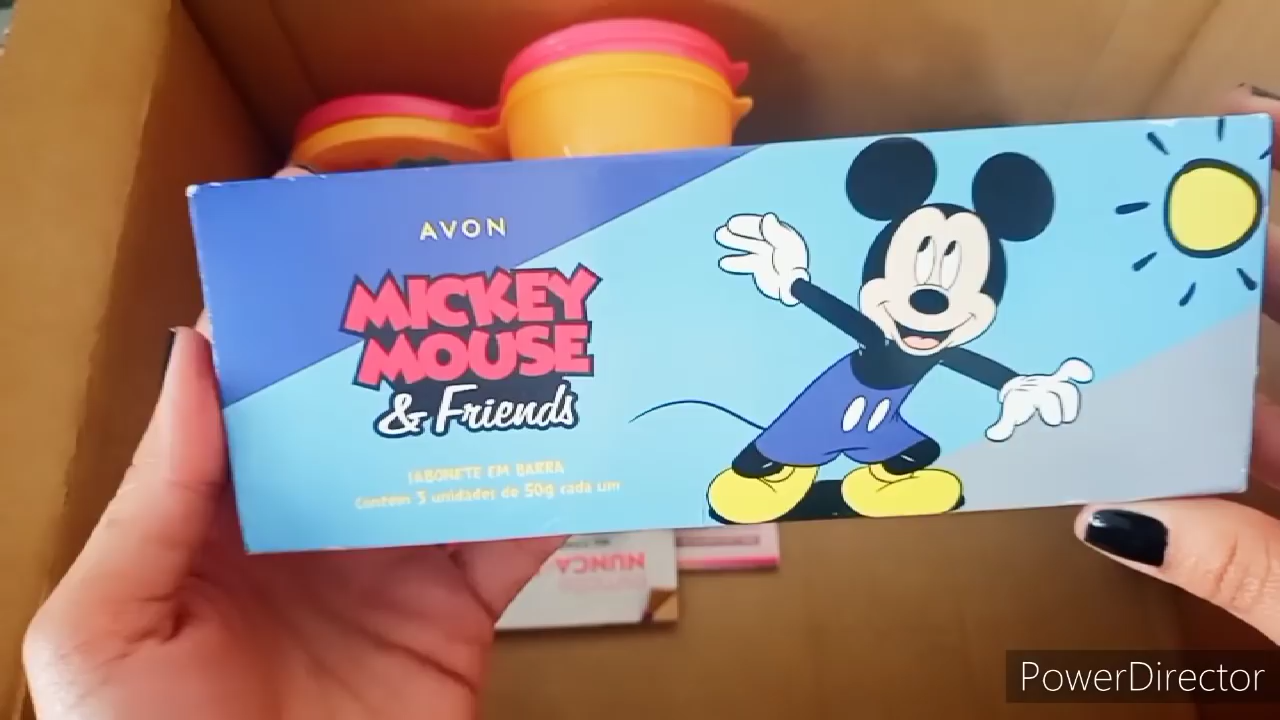 AVON
MICKEY
MOUSE
& Friends
SABONETE EM BARRA
Contém 3 unidades de 50g cada um
NUNCA
PowerDirector